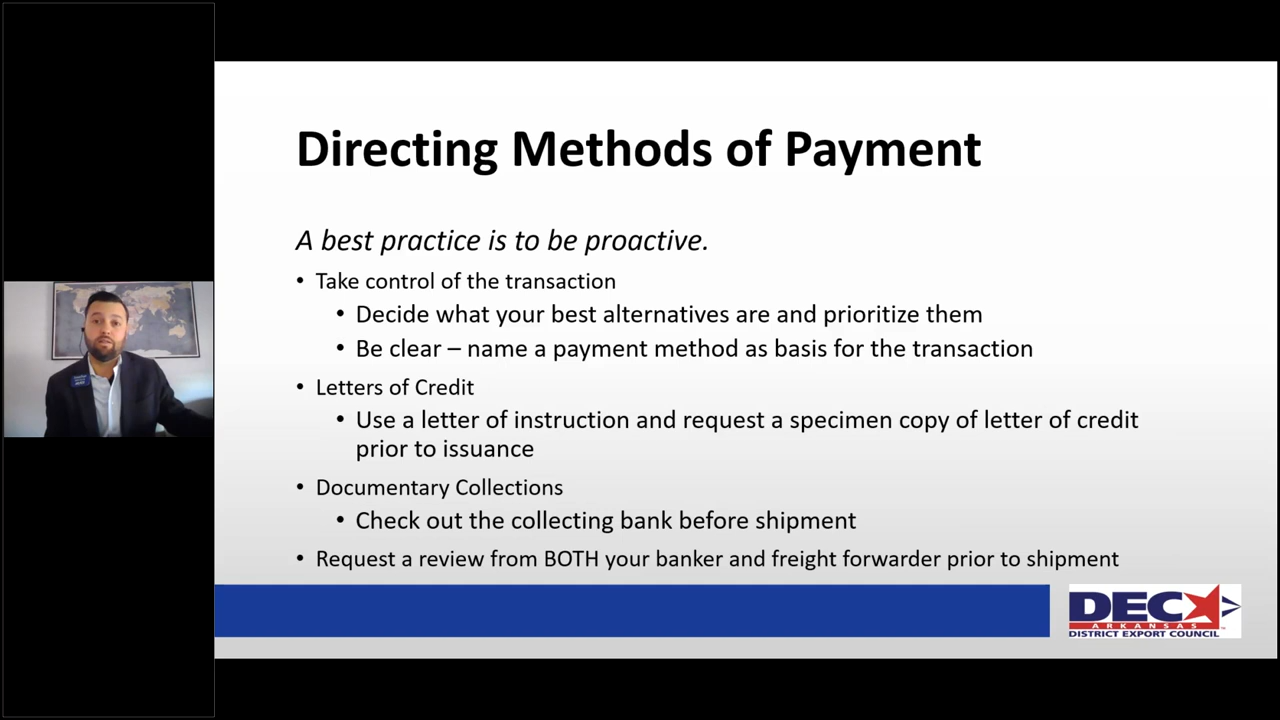 Directing Methods of Payment
A best practice is to be proactive.
• Take control of the transaction
• Decide what your best alternatives are and prioritize them
• Be clear – name a payment method as basis for the transaction
• Letters of Credit
• Use a letter of instruction and request a specimen copy of letter of credit
prior to issuance
• Documentary Collections
• Check out the collecting bank before shipment
• Request a review from BOTH your banker and freight forwarder prior to shipment
DEC
ARKANSAS
DISTRICT EXPORT COUNCIL